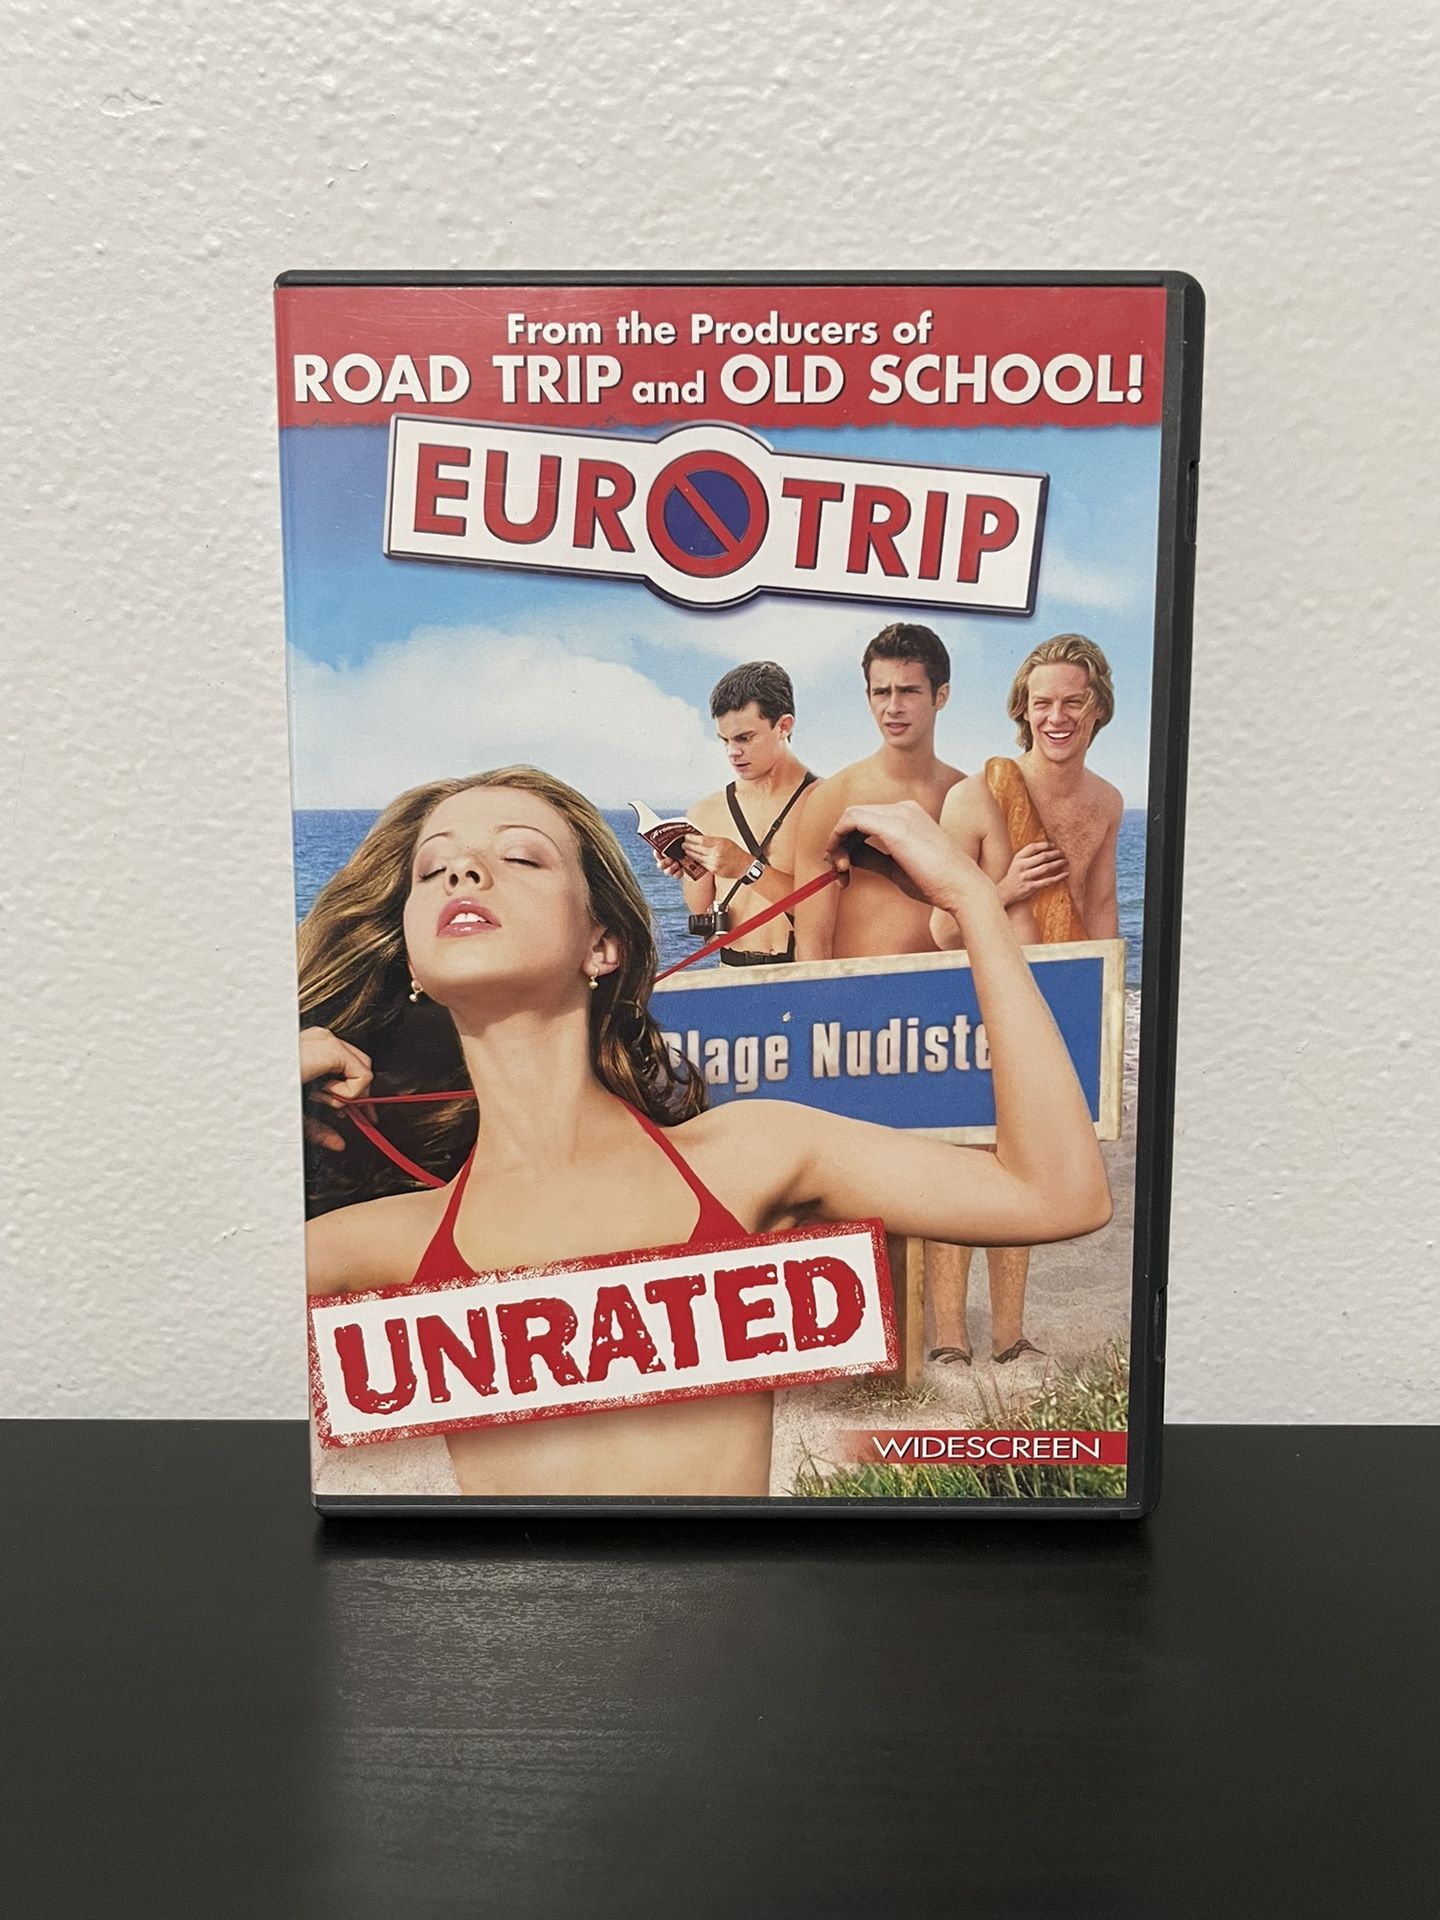 From the Producers of
ROAD TRIP and OLD SCHOOL!
EUROTRIP
Plage Nudiste
UNRATED
WIDESCREEN